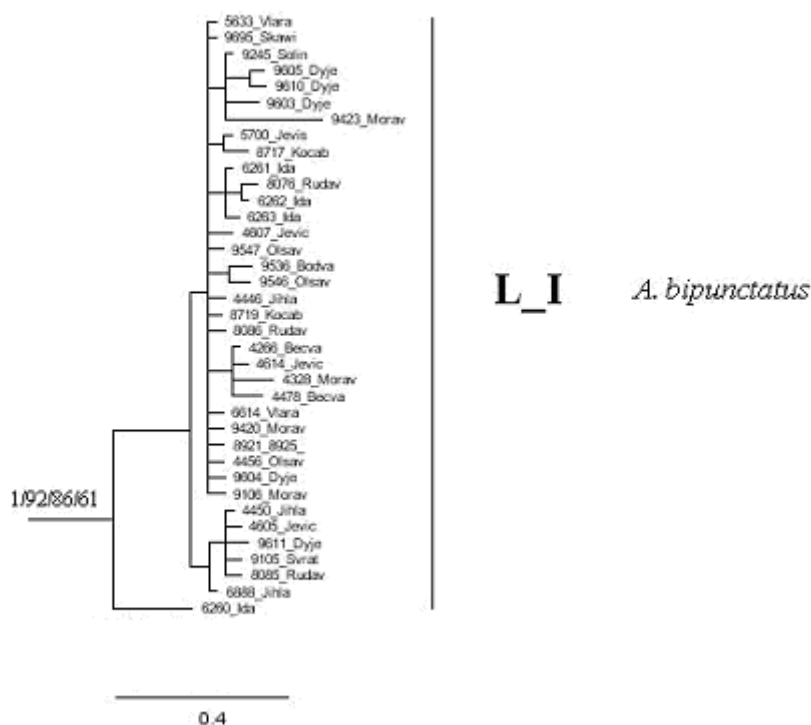 5633_Vlara
9695_Skawi
9245_Solin
9605_Dyje
9610_Dyje
9603_Dyje
9423_Morav
5700_Jevis
8717_Kocab
6261_Ida
8076_Rudav
6262_Ida
6263_Ida
4607_Jevic
9547_Olsav
9536_Bodva
9546_Olsav
4446_Jihla
8719_Kocab
8086_Rudav
4266_Becva
4614_Jevic
4328_Morav
4478_Becva
6614_Vlara
9420_Morav
8921_8925_
4456_Olsav
9604_Dyje
9106_Morav
4450_Jihla
4605_Jevic
9611_Dyje
9105_Svrat
8085_Rudav
6888_Jihla
6260_Ida
L_I
A. bipunctatus
1/92/86/61
0.4